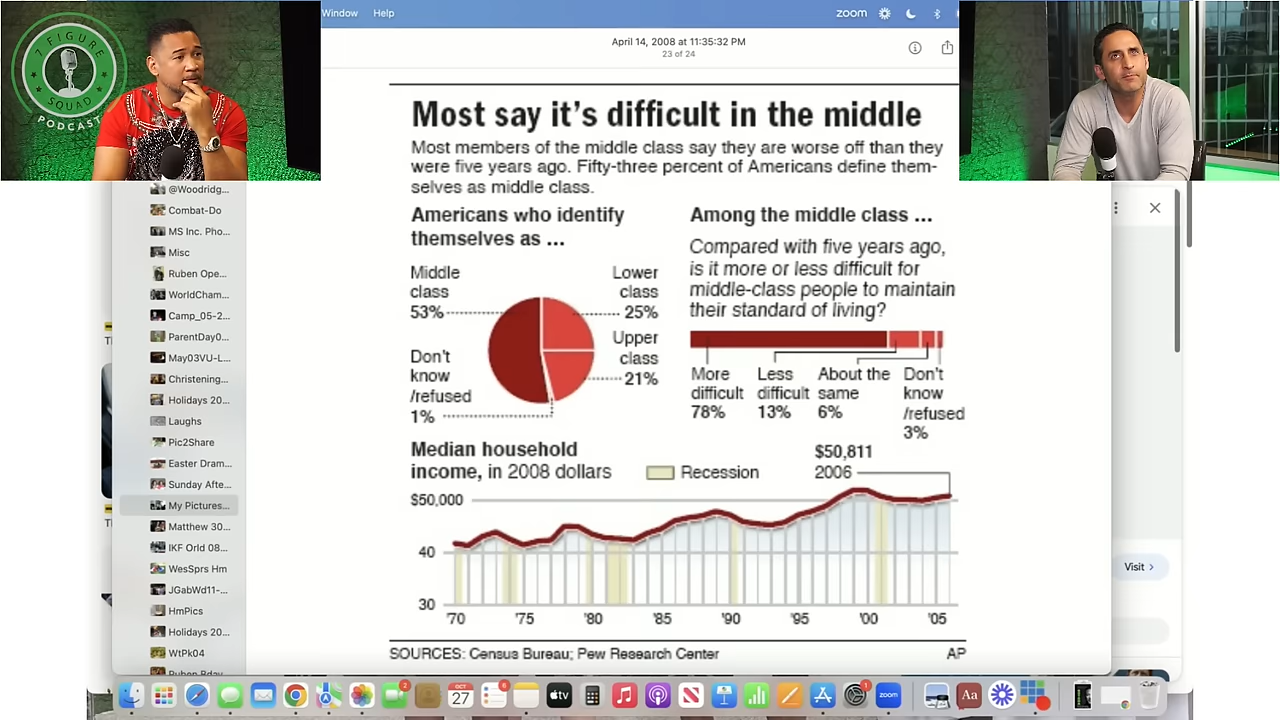 7 FIGURE
SQUAD
PODCAST
Window Help
zoom
April 14, 2008 at 11:35:32 PM
23 of 24
Most say it's difficult in the middle
Most members of the middle class say they are worse off than they
were five years ago. Fifty-three percent of Americans define them-
selves as middle class.
Americans who identify
themselves as ...
Middle
class
53%
Lower
class
25%
Upper
class
21%
Don't
know
/refused
1%
Among the middle class ...
Compared with five years ago,
is it more or less difficult for
middle-class people to maintain
their standard of living?
More
difficult
78%
Less
difficult
13%
About the
same
6%
Don't
know
/refused
3%
Median household
income, in 2008 dollars
Recession
$50,811
2006
$50,000
40
30
'70 '75 '80 '85 '90 '95 '00 '05
SOURCES: Census Bureau; Pew Research Center
AP
@Woodridg...
Combat-Do
MS Inc. Pho...
Misc
Ruben Ope...
WorldCham...
Camp_05-2...
ParentDay0...
May03VU-L...
Christening...
Holidays 20...
Laughs
Pic2Share
Easter Dram...
Sunday Afte...
My Pictures...
Matthew 30...
IKF Orld 08...
WesSprs Hm
JGabWd11-...
HmPics
Holidays 20...
WtPk04
Ruben Bday
Visit >
OCT
27
tv
zoom
Aa